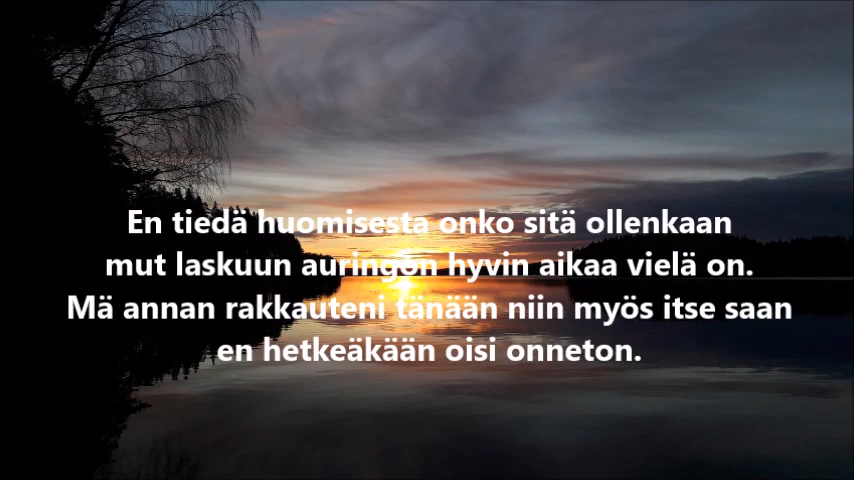 En tiedä huomisesta onko sitä ollenkaan
mut laskuun auringon hyvin aikaa vielä on.
Mä annan rakkauteni tänään niin myös itse saan
en hetkeäkään oisi onneton.